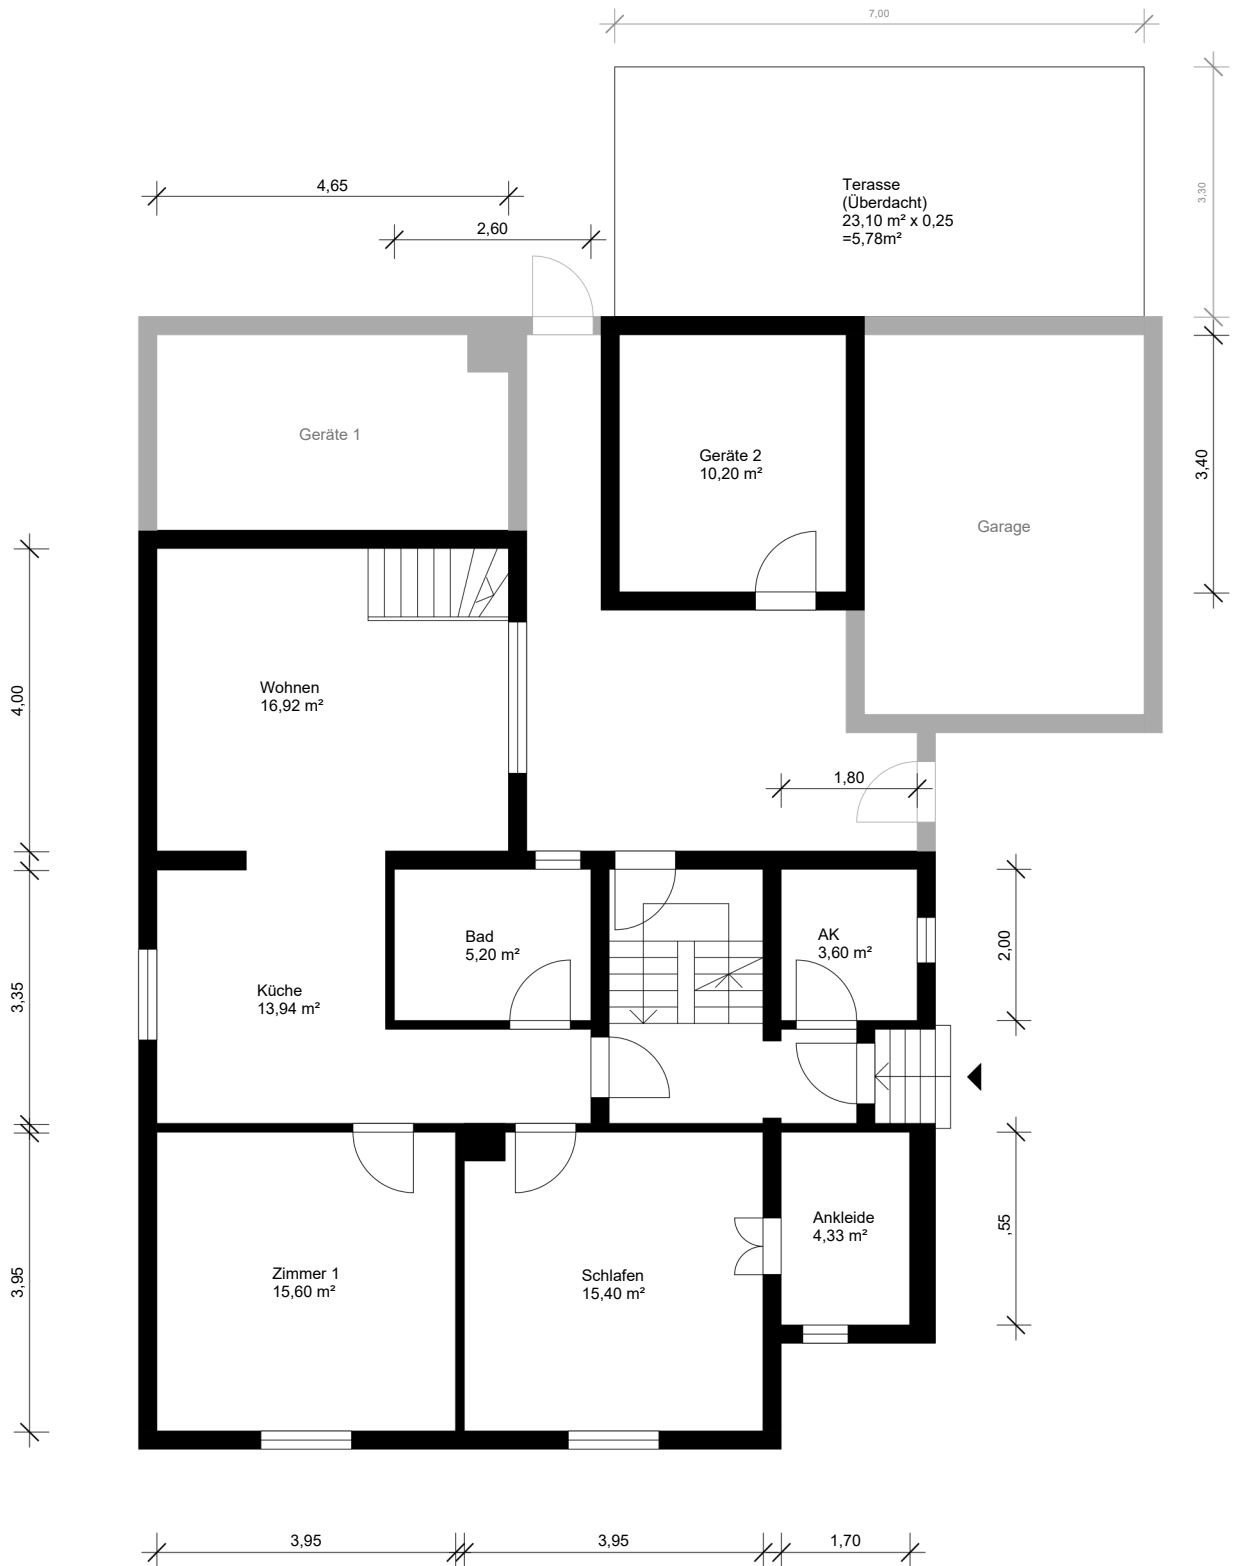 7,00
3,30
Terasse
(Überdacht)
23,10 m² x 0,25
=5,78m²
4,65
2,60
Geräte 1
Geräte 2
10,20 m²
Garage
3,40
4,00
Wohnen
16,92 m²
1,80
Bad
5,20 m²
AK
3,60 m²
2,00
Küche
13,94 m²
3,35
Ankleide
4,33 m²
,55
Zimmer 1
15,60 m²
Schlafen
15,40 m²
3,95
3,95
3,95
1,70